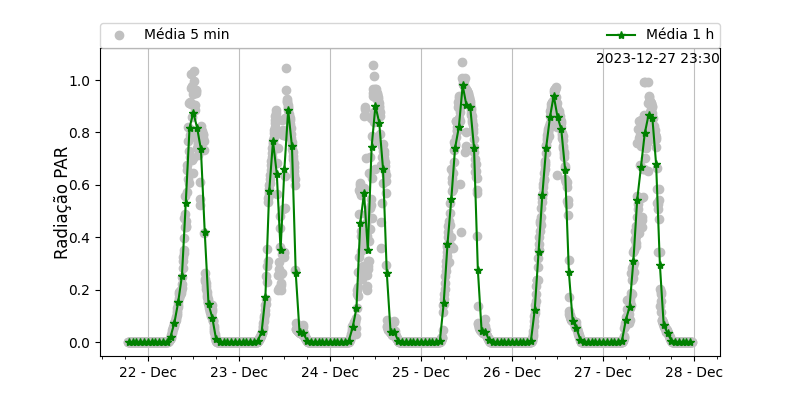 Média 5 min
Média 1 h
2023-12-27 23:30
Radiação PAR
1.0
0.8
0.6
0.4
0.2
0.0
22 - Dec
23 - Dec
24 - Dec
25 - Dec
26 - Dec
27 - Dec
28 - Dec